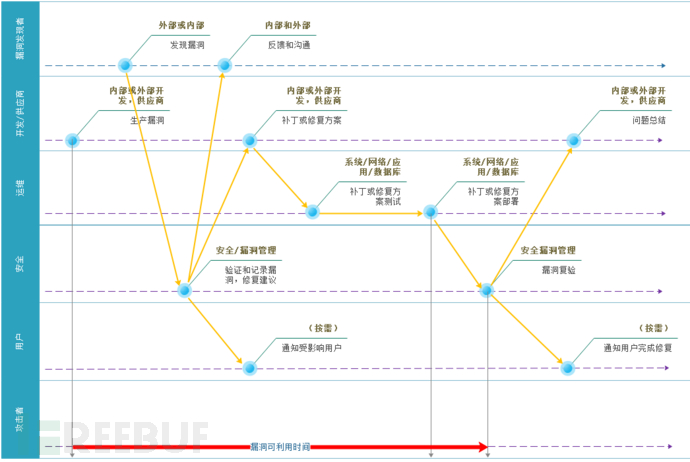 漏洞发现者
外部或内部
发现漏洞
内部和外部
反馈和沟通
开发/供应商
内部或外部开
发，供应商
生产漏洞
内部或外部开
发，供应商
补丁或修复方案
内部或外部开
发，供应商
问题总结
运维
系统/网络/应
用/数据库
补丁或修复方
案测试
系统/网络/应
用/数据库
补丁或修复方
案部署
安全
安全/漏洞管理
验证和记录漏
洞，修复建议
安全漏洞管理
漏洞复验
用户
（按需）
通知受影响用户
（按需）
通知用户完成修复
攻击者
REEBUF
漏洞可利用时间